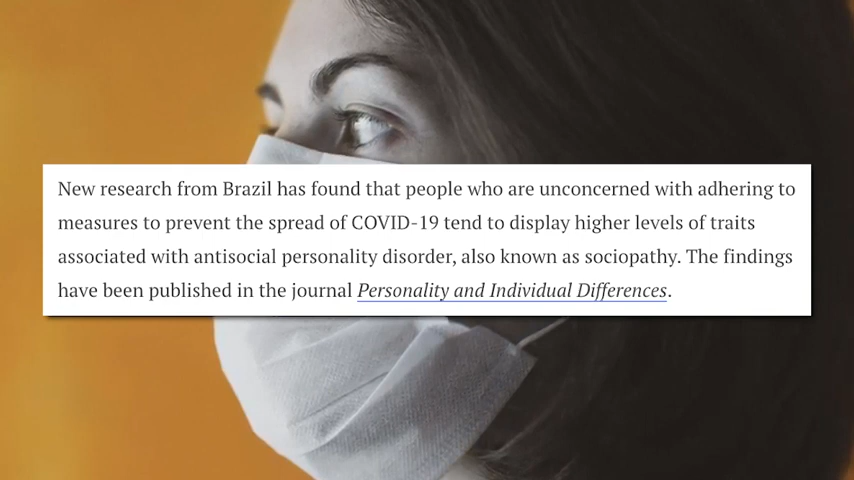 New research from Brazil has found that people who are unconcerned with adhering to
measures to prevent the spread of COVID-19 tend to display higher levels of traits
associated with antisocial personality disorder, also known as sociopathy. The findings
have been published in the journal Personality and Individual Differences.